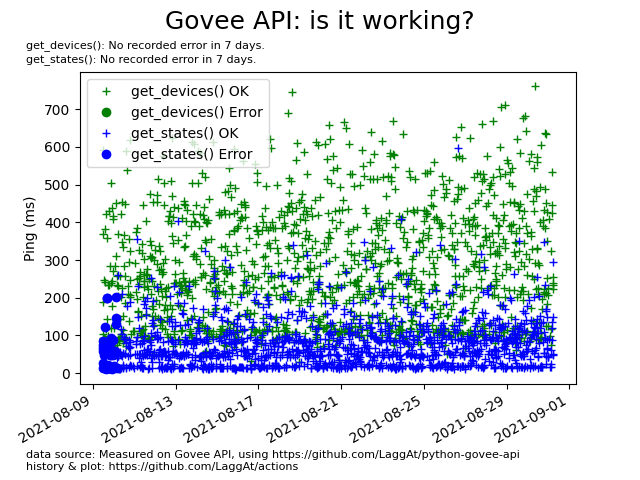 Govee API: is it working?
get_devices(): No recorded error in 7 days.
get_states(): No recorded error in 7 days.
get_devices() OK
get_devices() Error
get_states() OK
get_states() Error
Ping (ms)
700
600
500
400
300
200
100
0
2021-08-09
2021-08-13
2021-08-17
2021-08-21
2021-08-25
2021-08-29
2021-09-01
data source: Measured on Govee API, using https://github.com/LaggAt/python-govee-api
history & plot: https://github.com/LaggAt/actions